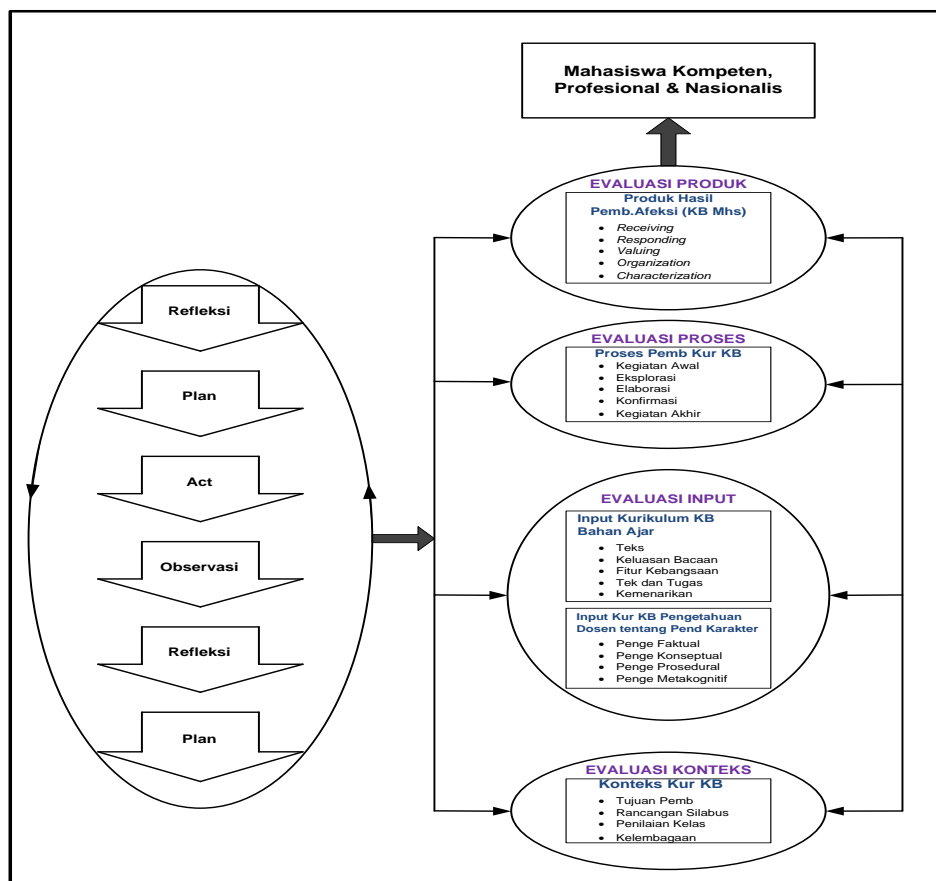 Mahasiswa Kompeten,
Profesional & Nasionalis
EVALUASI PRODUK
Produk Hasil
Pemb.Afeksi (KB Mhs)
• Receiving
• Responding
• Valuing
• Organization
• Characterization
Refleksi
Plan
Act
Observasi
Refleksi
Plan
EVALUASI PROSES
Proses Pemb Kur KB
• Kegiatan Awal
• Eksplorasi
• Elaborasi
• Konfirmasi
• Kegiatan Akhir
EVALUASI INPUT
Input Kurikulum KB
Bahan Ajar
• Teks
• Keluasan Bacaan
• Fitur Kebangsaan
• Tek dan Tugas
• Kemenarikan
Input Kur KB Pengetahuan
Dosen tentang Pend Karakter
• Penge Faktual
• Penge Konseptual
• Penge Prosedural
• Penge Metakognitif
EVALUASI KONTEKS
Konteks Kur KB
• Tujuan Pemb
• Rancangan Silabus
• Penilaian Kelas
• Kelembagaan